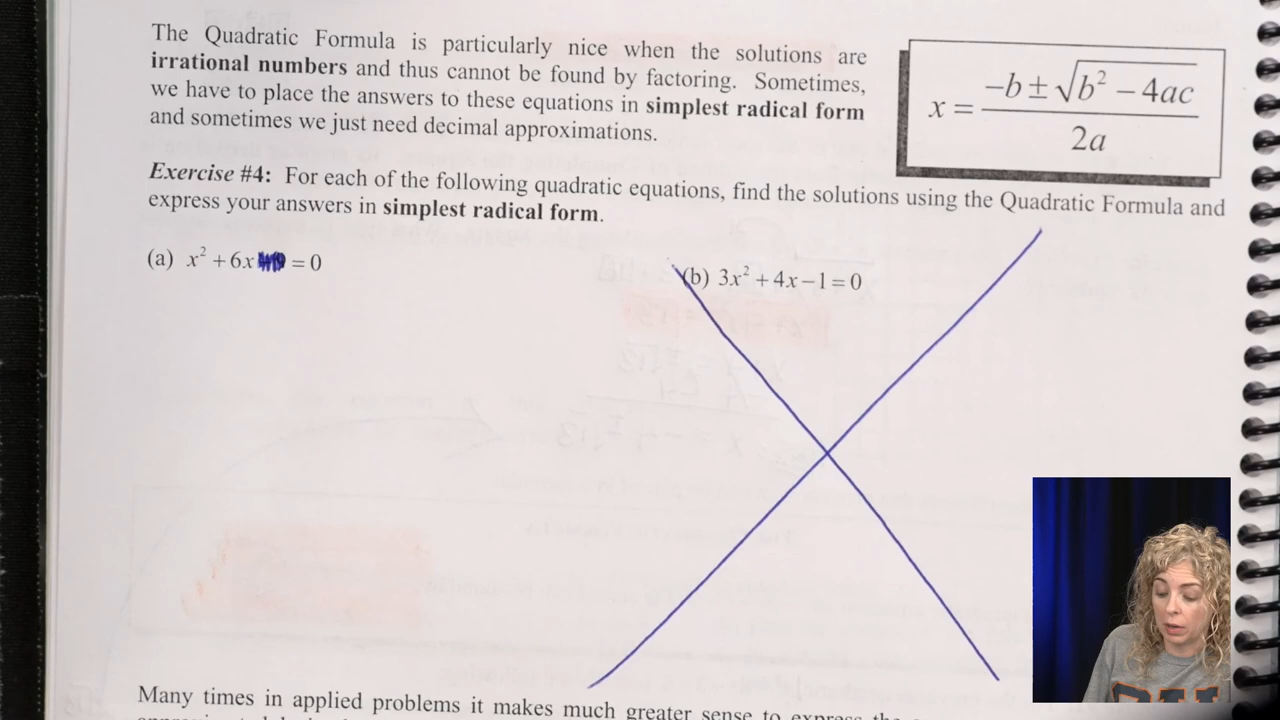 The Quadratic Formula is particularly nice when the solutions are
irrational numbers and thus cannot be found by factoring. Sometimes,
we have to place the answers to these equations in simplest radical form
and sometimes we just need decimal approximations.
x = (-b ± √(b² − 4ac)) / 2a
Exercise #4: For each of the following quadratic equations, find the solutions using the Quadratic Formula and
express your answers in simplest radical form.
(a) x² + 6x = 0
(b) 3x² + 4x − 1 = 0
Many times in applied problems it makes much greater sense to express the